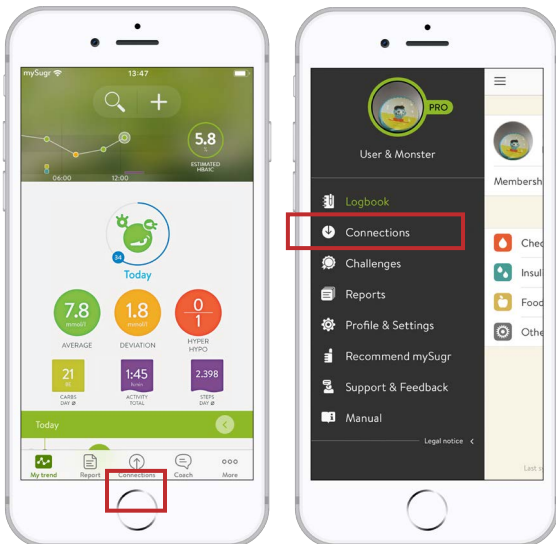 mySugr 13:47
5.8
%
ESTIMATED
HBA1C
06:00 12:00
34
Today
7.8
mmol/l
1.8
mmol/l
0
1
AVERAGE
DEVIATION
HYPER
HYPO
21
1:45
2.398
CARBS
DAY Ø
ACTIVITY
TOTAL
STEPS
DAY Ø
Today
My trend Report Connections Coach More
PRO
User & Monster
Logbook
Connections
Challenges
Reports
Profile & Settings
Recommend mySugr
Support & Feedback
Manual
Legal notice
Membersh
Chec
Insuli
Food
Othe
Last s